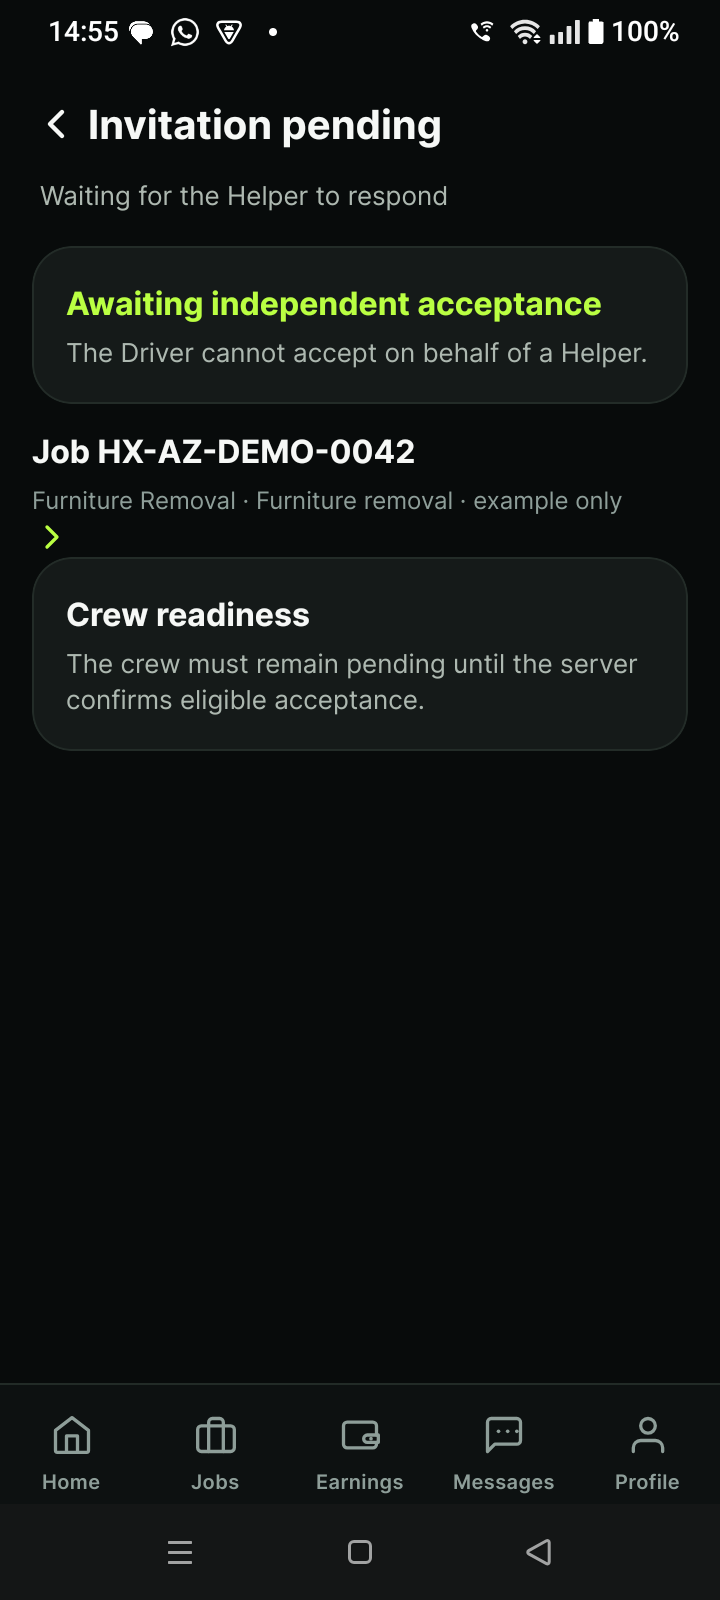 14:55
100%
Invitation pending
Waiting for the Helper to respond
Awaiting independent acceptance
The Driver cannot accept on behalf of a Helper.
Job HX-AZ-DEMO-0042
Furniture Removal · Furniture removal · example only
Crew readiness
The crew must remain pending until the server
confirms eligible acceptance.
Home
Jobs
Earnings
Messages
Profile